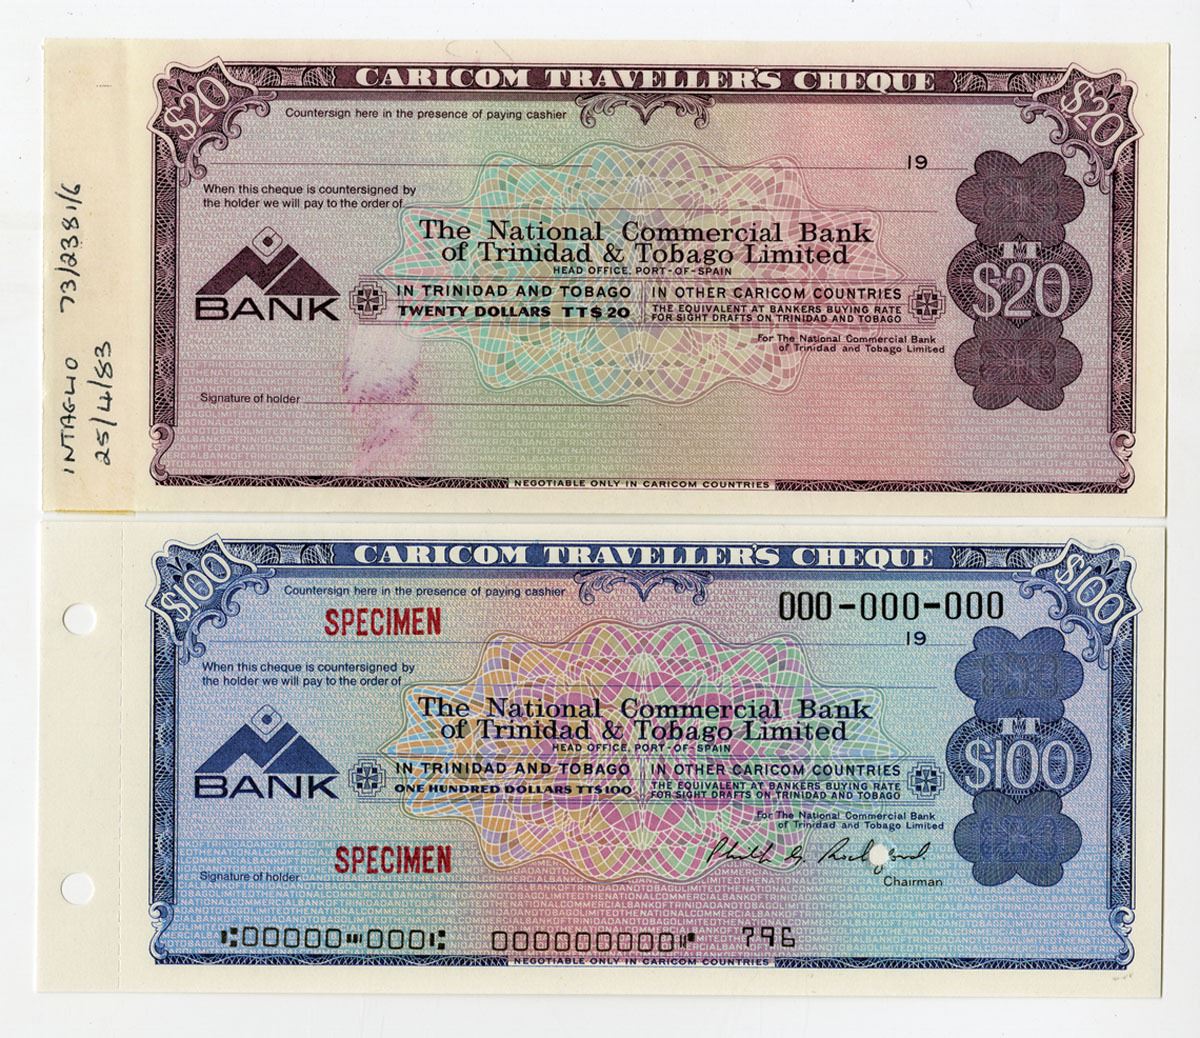 INTAGLIO 73/238/6
25/4/83
CARICOM TRAVELLER'S CHEQUE
$20
$20
Countersign here in the presence of paying cashier
19
When this cheque is countersigned by
the holder we will pay to the order of
The National Commercial Bank
of Trinidad & Tobago Limited
HEAD OFFICE, PORT-OF-SPAIN
BANK
IN TRINIDAD AND TOBAGO
TWENTY DOLLARS TT$20
IN OTHER CARICOM COUNTRIES
THE EQUIVALENT AT BANKERS BUYING RATE
FOR SIGHT DRAFTS ON TRINIDAD AND TOBAGO
$20
For The National Commercial Bank
of Trinidad and Tobago Limited
Signature of holder
NEGOTIABLE ONLY IN CARICOM COUNTRIES
CARICOM TRAVELLER'S CHEQUE
$100
$100
Countersign here in the presence of paying cashier
SPECIMEN
000-000-000
19
When this cheque is countersigned by
the holder we will pay to the order of
The National Commercial Bank
of Trinidad & Tobago Limited
HEAD OFFICE, PORT-OF-SPAIN
BANK
IN TRINIDAD AND TOBAGO
ONE HUNDRED DOLLARS TT$100
IN OTHER CARICOM COUNTRIES
THE EQUIVALENT AT BANKERS BUYING RATE
FOR SIGHT DRAFTS ON TRINIDAD AND TOBAGO
$100
For The National Commercial Bank
of Trinidad and Tobago Limited
SPECIMEN
Chairman
Signature of holder
⑆00000⑉000⑆ 000000000⑈ 796
NEGOTIABLE ONLY IN CARICOM COUNTRIES